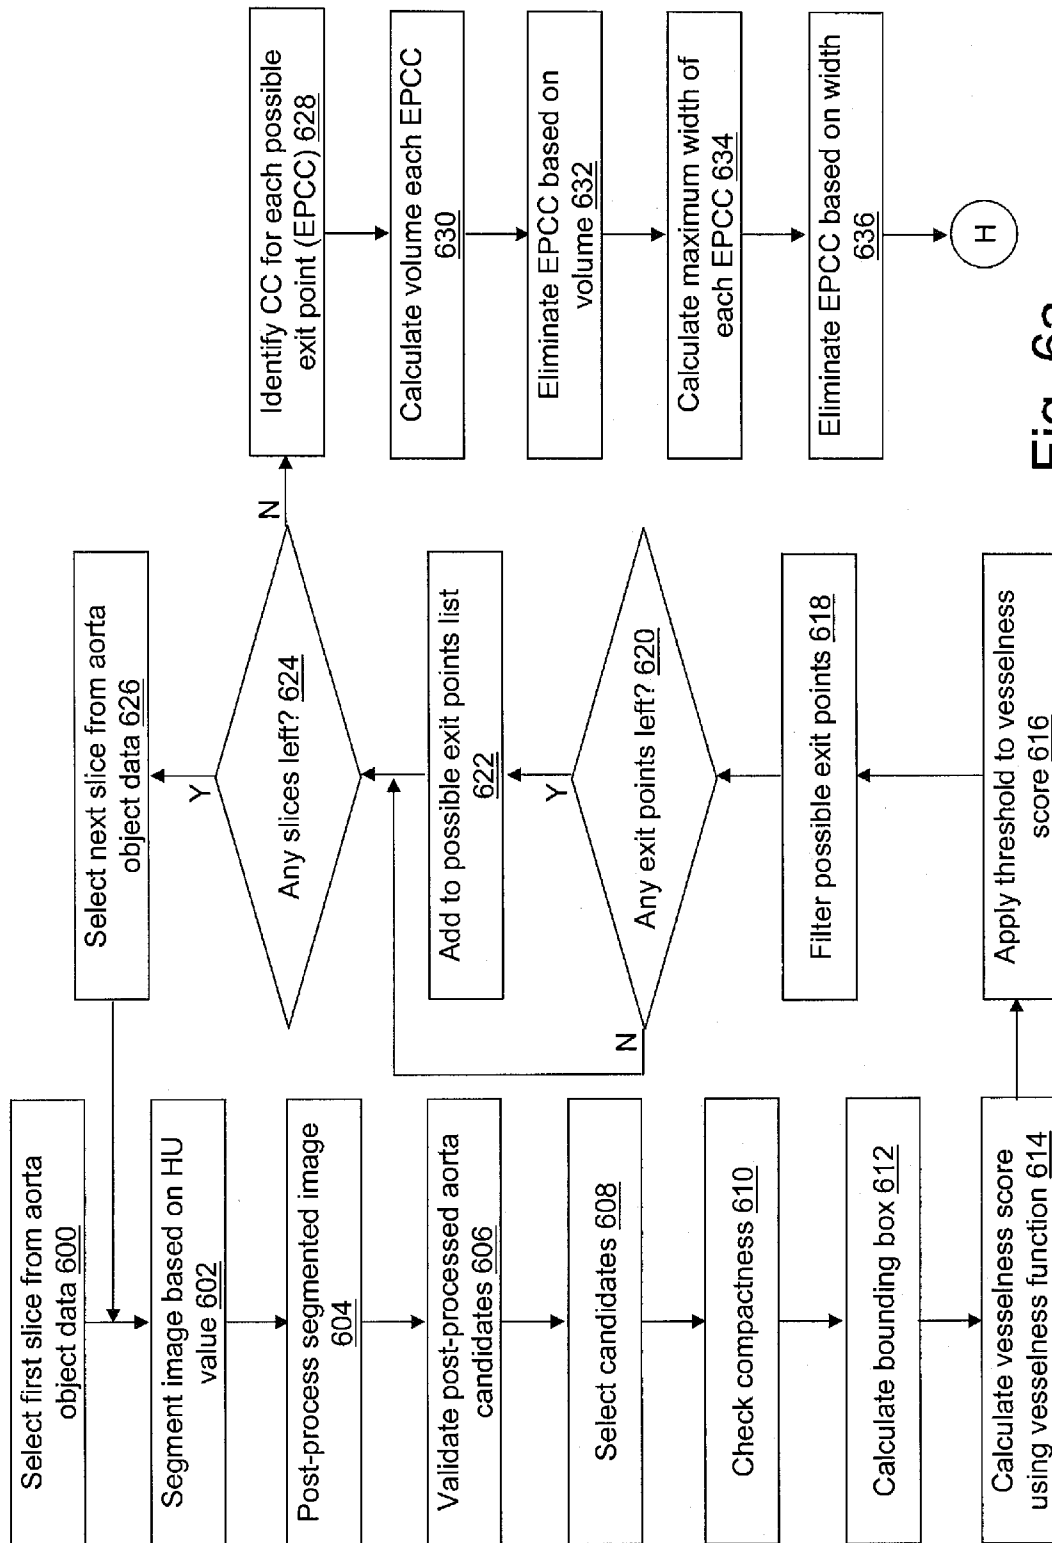 Select first slice from aorta
object data 600
Segment image based on HU
value 602
Post-process segmented image
604
Validate post-processed aorta
candidates 606
Select candidates 608
Check compactness 610
Calculate bounding box 612
Calculate vesselness score
using vesselness function 614
Apply threshold to vesselness
score 616
Filter possible exit points 618
Any exit points left? 620
Y
N
Add to possible exit points list
622
Any slices left? 624
Y
N
Select next slice from aorta
object data 626
Identify CC for each possible
exit point (EPCC) 628
Calculate volume each EPCC
630
Eliminate EPCC based on
volume 632
Calculate maximum width of
each EPCC 634
Eliminate EPCC based on width
636
H
Fig. 6a